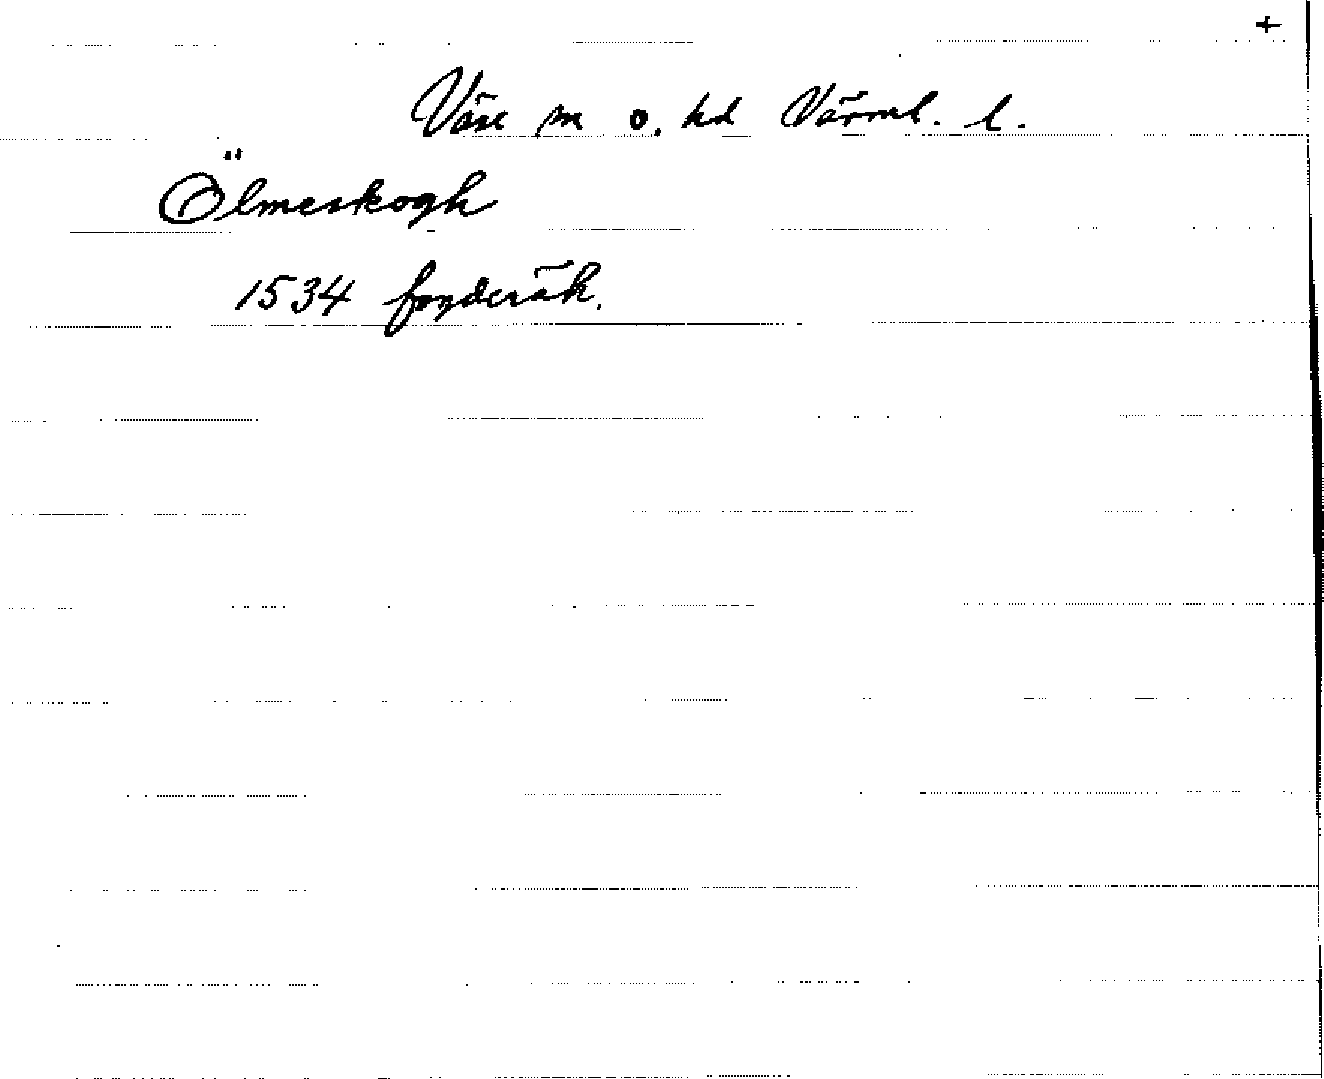 +
Väse sn o. hd Värml. l.
Ölmeskogh
1534 fogderäk.